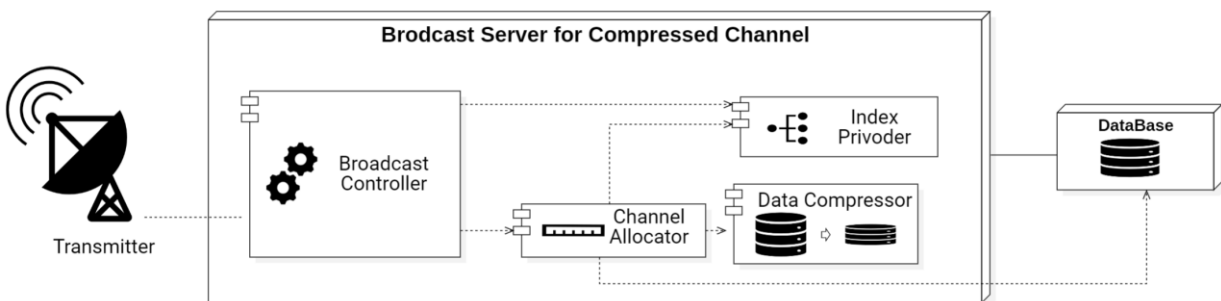 Brodcast Server for Compressed Channel
Transmitter
Broadcast
Controller
Index
Privoder
Channel
Allocator
Data Compressor
DataBase